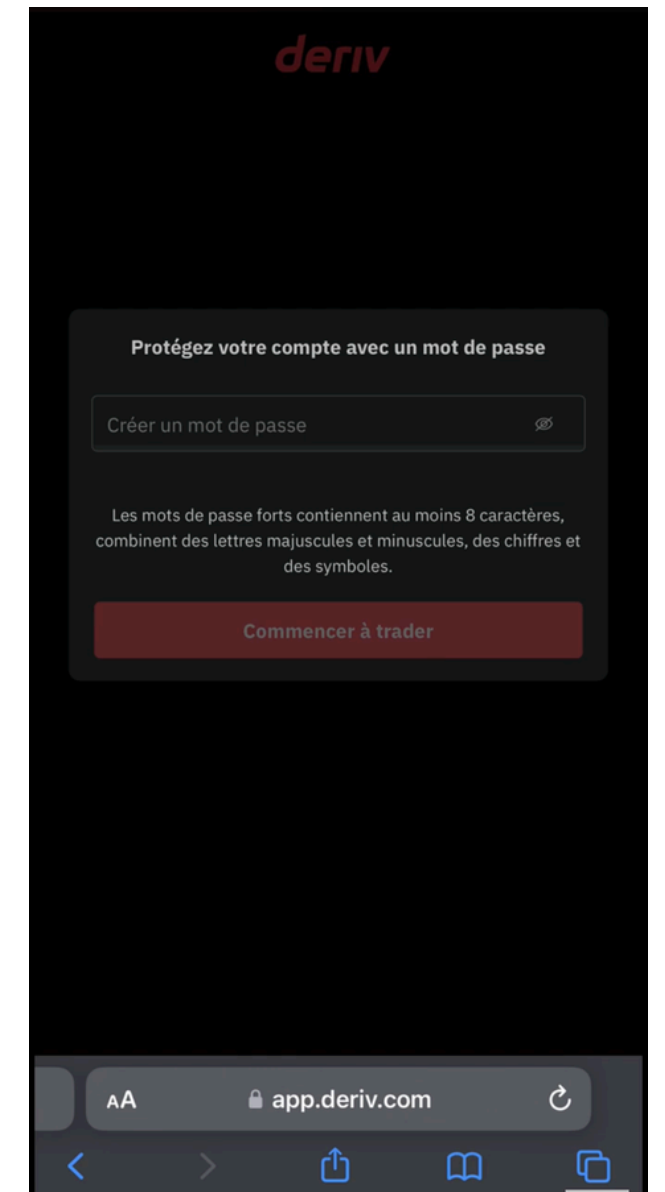 deriv
Protégez votre compte avec un mot de passe
Créer un mot de passe
Les mots de passe forts contiennent au moins 8 caractères,
combinent des lettres majuscules et minuscules, des chiffres et
des symboles.
Commencer à trader
AA app.deriv.com